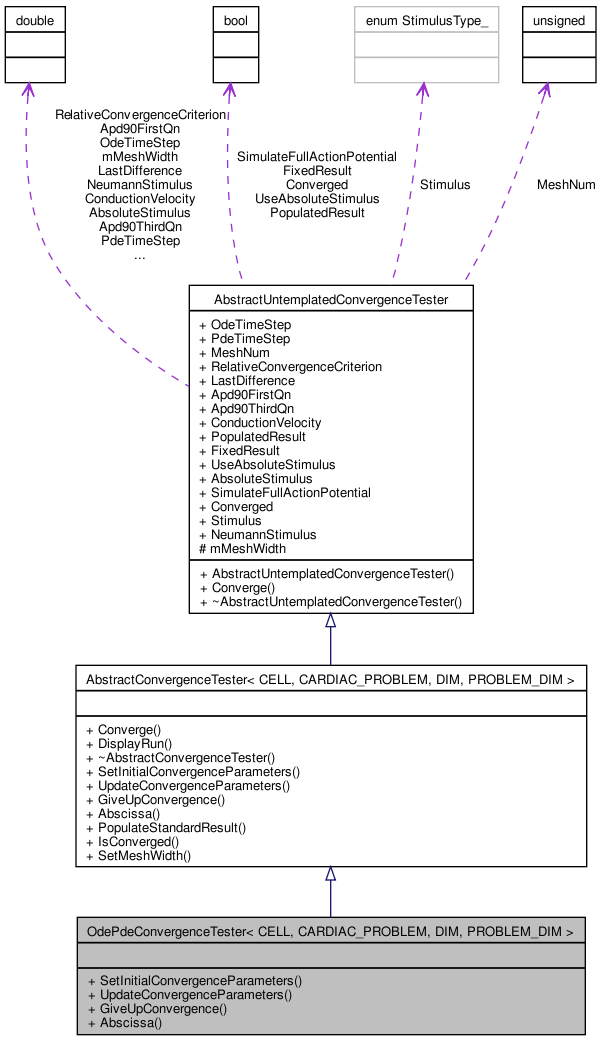 double
bool
enum StimulusType_
unsigned
RelativeConvergenceCriterion
Apd90FirstQn
OdeTimeStep
mMeshWidth
LastDifference
NeumannStimulus
ConductionVelocity
AbsoluteStimulus
Apd90ThirdQn
PdeTimeStep
...
SimulateFullActionPotential
FixedResult
Converged
UseAbsoluteStimulus
PopulatedResult
Stimulus
MeshNum
AbstractUntemplatedConvergenceTester
+ OdeTimeStep
+ PdeTimeStep
+ MeshNum
+ RelativeConvergenceCriterion
+ LastDifference
+ Apd90FirstQn
+ Apd90ThirdQn
+ ConductionVelocity
+ PopulatedResult
+ FixedResult
+ UseAbsoluteStimulus
+ AbsoluteStimulus
+ SimulateFullActionPotential
+ Converged
+ Stimulus
+ NeumannStimulus
# mMeshWidth
+ AbstractUntemplatedConvergenceTester()
+ Converge()
+ ~AbstractUntemplatedConvergenceTester()
AbstractConvergenceTester< CELL, CARDIAC_PROBLEM, DIM, PROBLEM_DIM >
+ Converge()
+ DisplayRun()
+ ~AbstractConvergenceTester()
+ SetInitialConvergenceParameters()
+ UpdateConvergenceParameters()
+ GiveUpConvergence()
+ Abscissa()
+ PopulateStandardResult()
+ IsConverged()
+ SetMeshWidth()
OdePdeConvergenceTester< CELL, CARDIAC_PROBLEM, DIM, PROBLEM_DIM >
+ SetInitialConvergenceParameters()
+ UpdateConvergenceParameters()
+ GiveUpConvergence()
+ Abscissa()